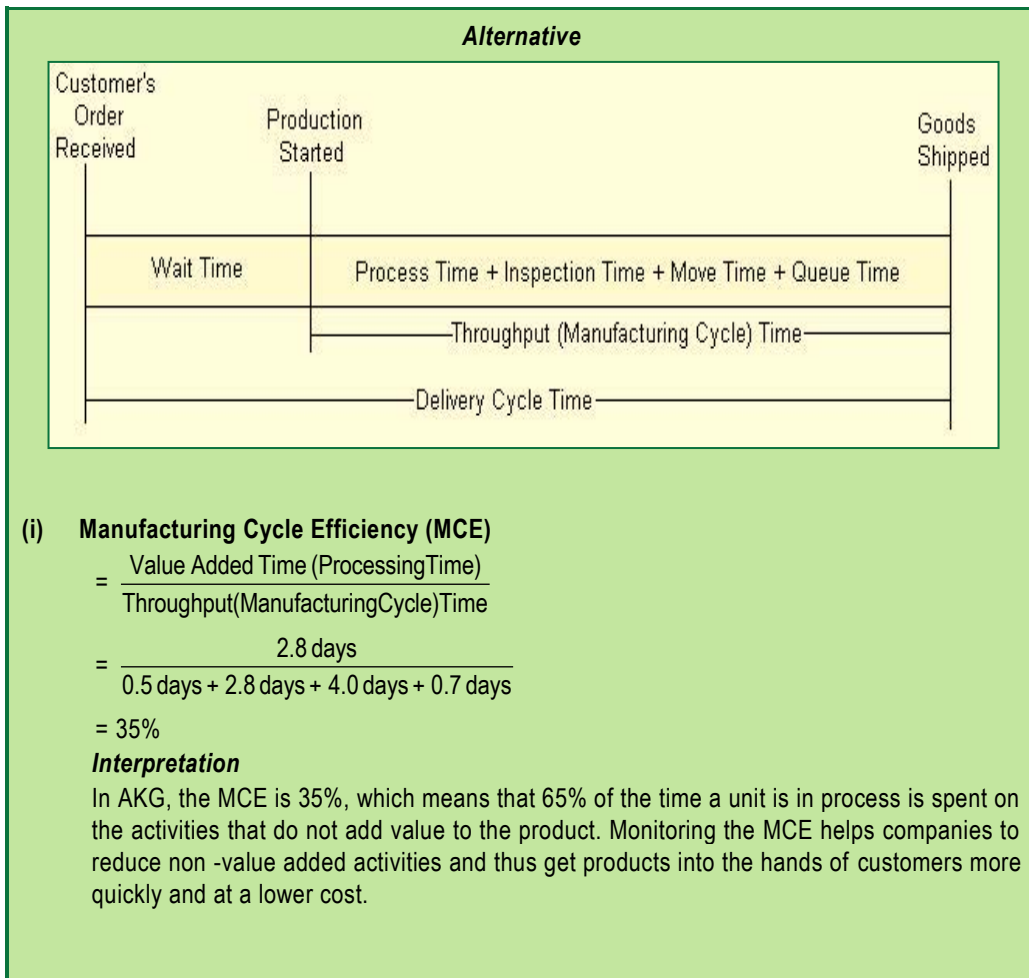 Alternative
Customer's
Order
Received
Production
Started
Goods
Shipped
Wait Time
Process Time + Inspection Time + Move Time + Queue Time
Throughput (Manufacturing Cycle) Time
Delivery Cycle Time
(i) Manufacturing Cycle Efficiency (MCE)
= Value Added Time (ProcessingTime)
Throughput(ManufacturingCycle)Time
= 2.8 days
0.5 days + 2.8 days + 4.0 days + 0.7 days
= 35%
Interpretation
In AKG, the MCE is 35%, which means that 65% of the time a unit is in process is spent on
the activities that do not add value to the product. Monitoring the MCE helps companies to
reduce non -value added activities and thus get products into the hands of customers more
quickly and at a lower cost.